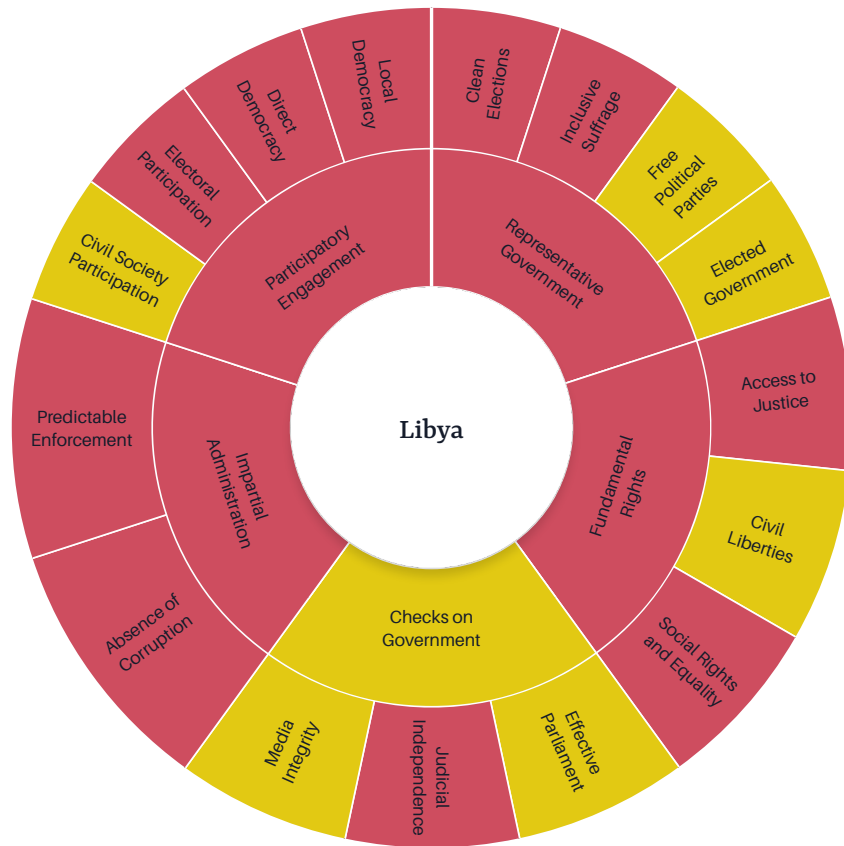 Libya
Representative
Government
Clean
Elections
Inclusive
Suffrage
Free
Political
Parties
Elected
Government
Fundamental
Rights
Access to
Justice
Civil
Liberties
Social Rights
and Equality
Checks on
Government
Effective
Parliament
Judicial
Independence
Media
Integrity
Impartial
Administration
Absence of
Corruption
Predictable
Enforcement
Participatory
Engagement
Civil Society
Participation
Electoral
Participation
Direct
Democracy
Local
Democracy